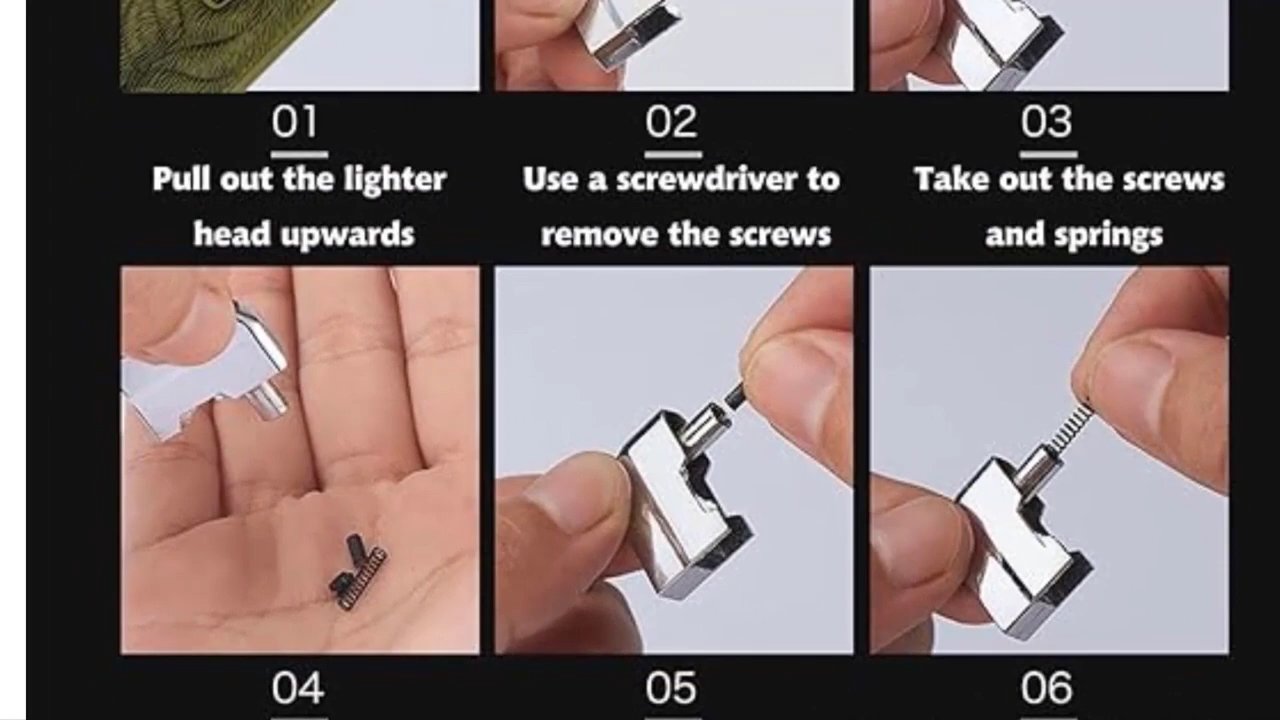 01
02
03
Pull out the lighter
head upwards
Use a screwdriver to
remove the screws
Take out the screws
and springs
04
05
06